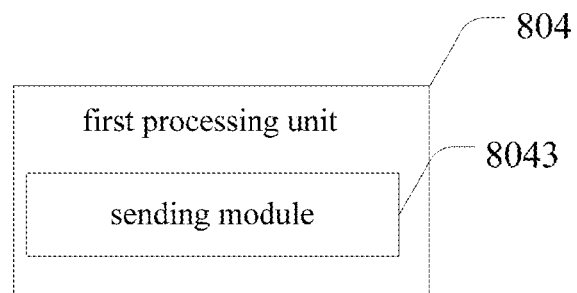 804
first processing unit
8043
sending module